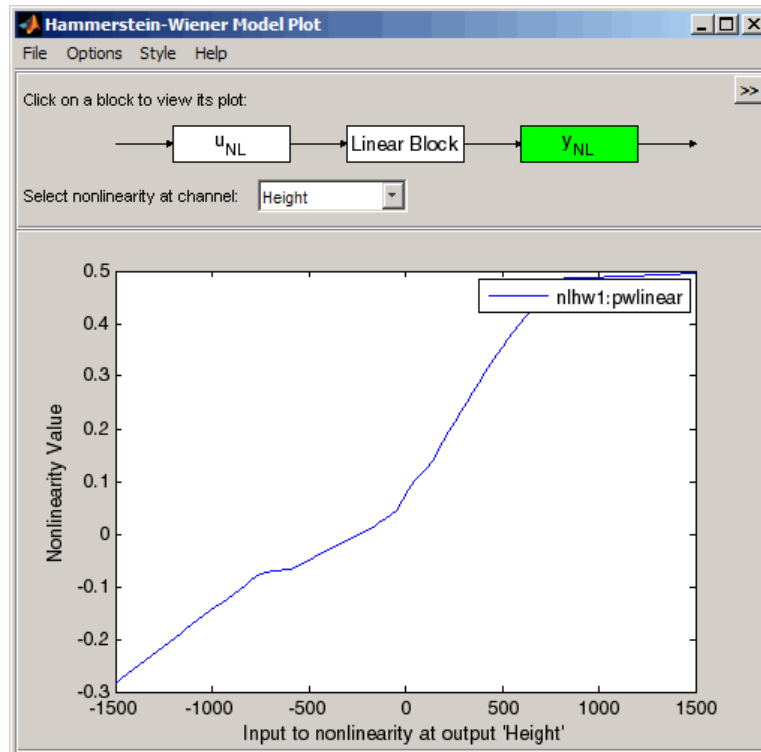 Hammerstein-Wiener Model Plot
File Options Style Help
Click on a block to view its plot:
>>
uNL Linear Block yNL
Select nonlinearity at channel: Height
nlhw1:pwlinear
0.5
0.4
0.3
0.2
0.1
0
-0.1
-0.2
-0.3
Nonlinearity Value
-1500 -1000 -500 0 500 1000 1500
Input to nonlinearity at output 'Height'